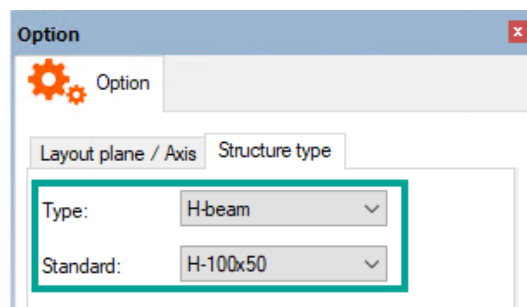 Option
Option
Layout plane / Axis Structure type
Type: H-beam
Standard: H-100x50